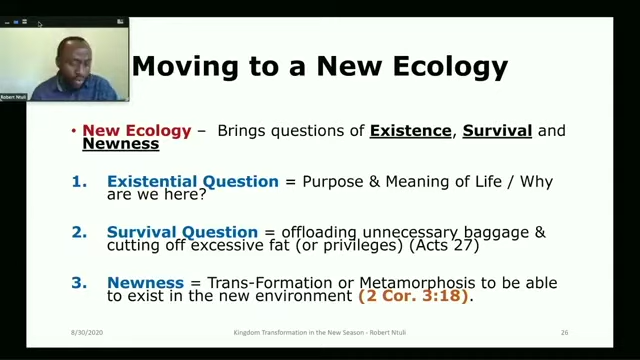 Robert Ntuli
Moving to a New Ecology
• New Ecology – Brings questions of Existence, Survival and
Newness
1. Existential Question = Purpose & Meaning of Life / Why
are we here?
2. Survival Question = offloading unnecessary baggage &
cutting off excessive fat (or privileges) (Acts 27)
3. Newness = Trans-Formation or Metamorphosis to be able
to exist in the new environment (2 Cor. 3:18).
8/30/2020 Kingdom Transformation in the New Season - Robert Ntuli 26